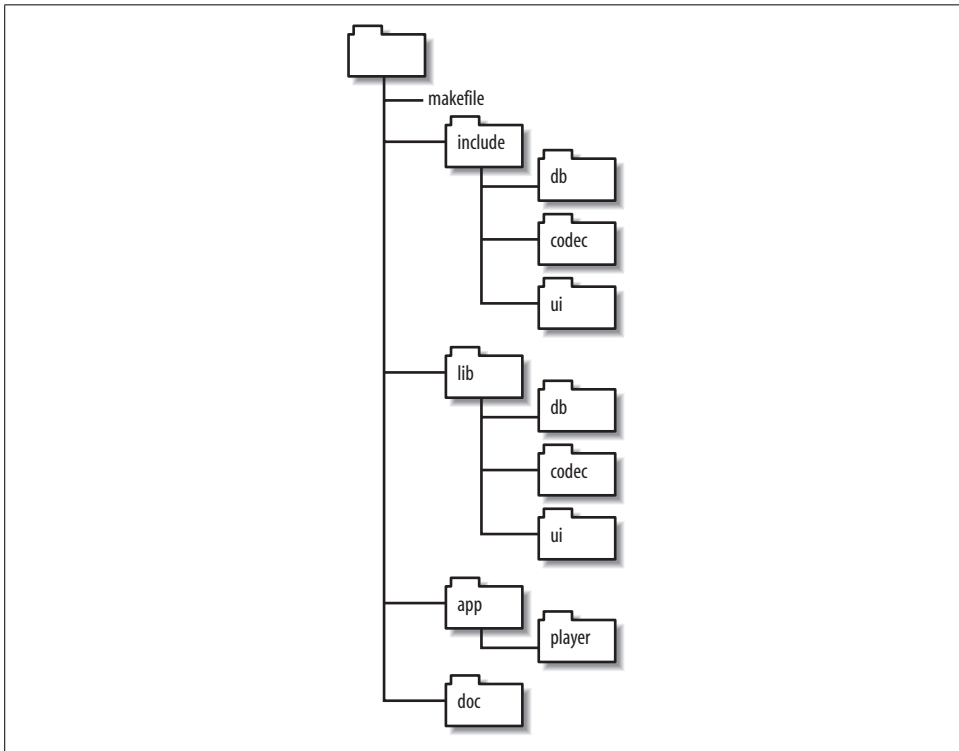 makefile
include
db
codec
ui
lib
db
codec
ui
app
player
doc